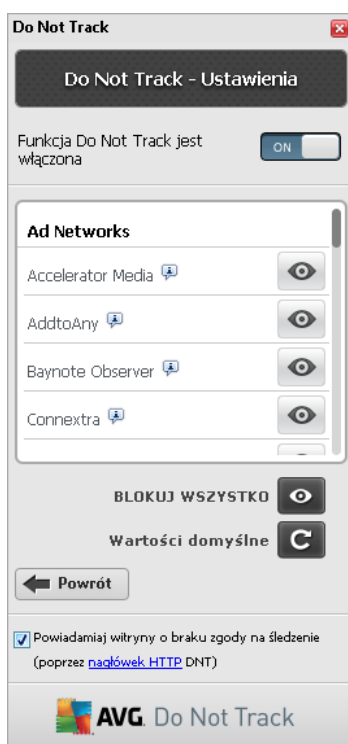 Do Not Track
Do Not Track - Ustawienia
Funkcja Do Not Track jest
włączona
ON
Ad Networks
Accelerator Media
AddtoAny
Baynote Observer
Connextra
BLOKUJ WSZYSTKO
Wartości domyślne
Powrót
Powiadamiaj witryny o braku zgody na śledzenie
(poprzez nagłówek HTTP DNT)
AVG. Do Not Track